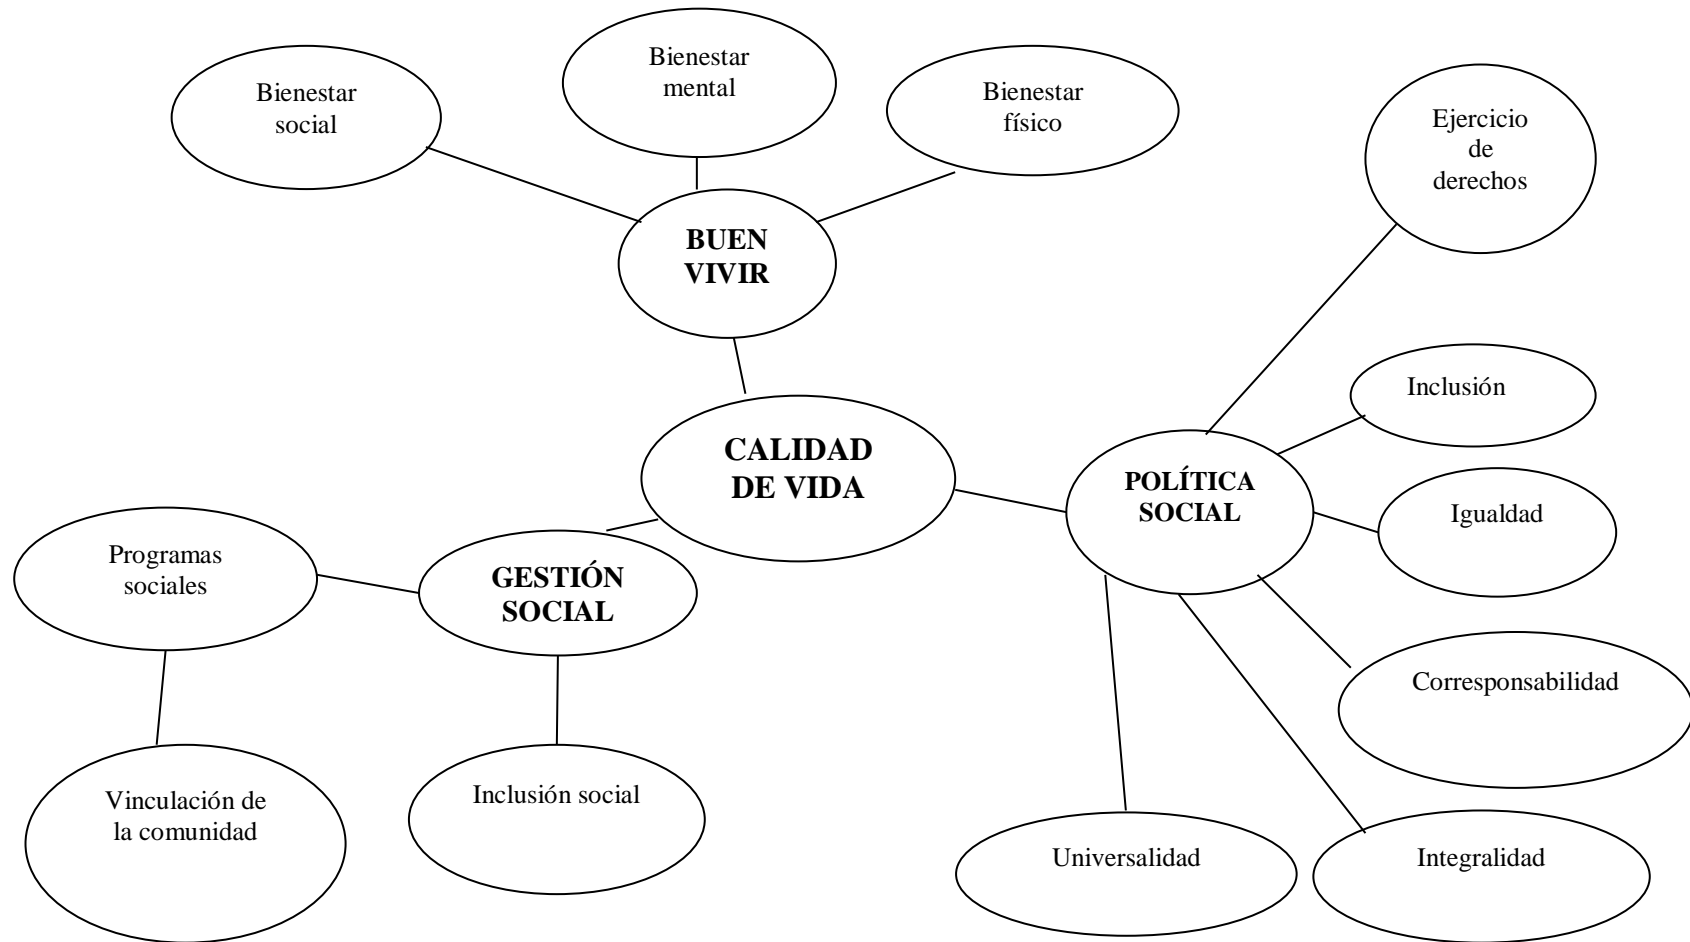 Bienestar
social
Bienestar
mental
Bienestar
físico
Ejercicio
de
derechos
BUEN
VIVIR
Inclusión
CALIDAD
DE VIDA
POLÍTICA
SOCIAL
Igualdad
Programas
sociales
GESTIÓN
SOCIAL
Corresponsabilidad
Vinculación de
la comunidad
Inclusión social
Universalidad
Integralidad